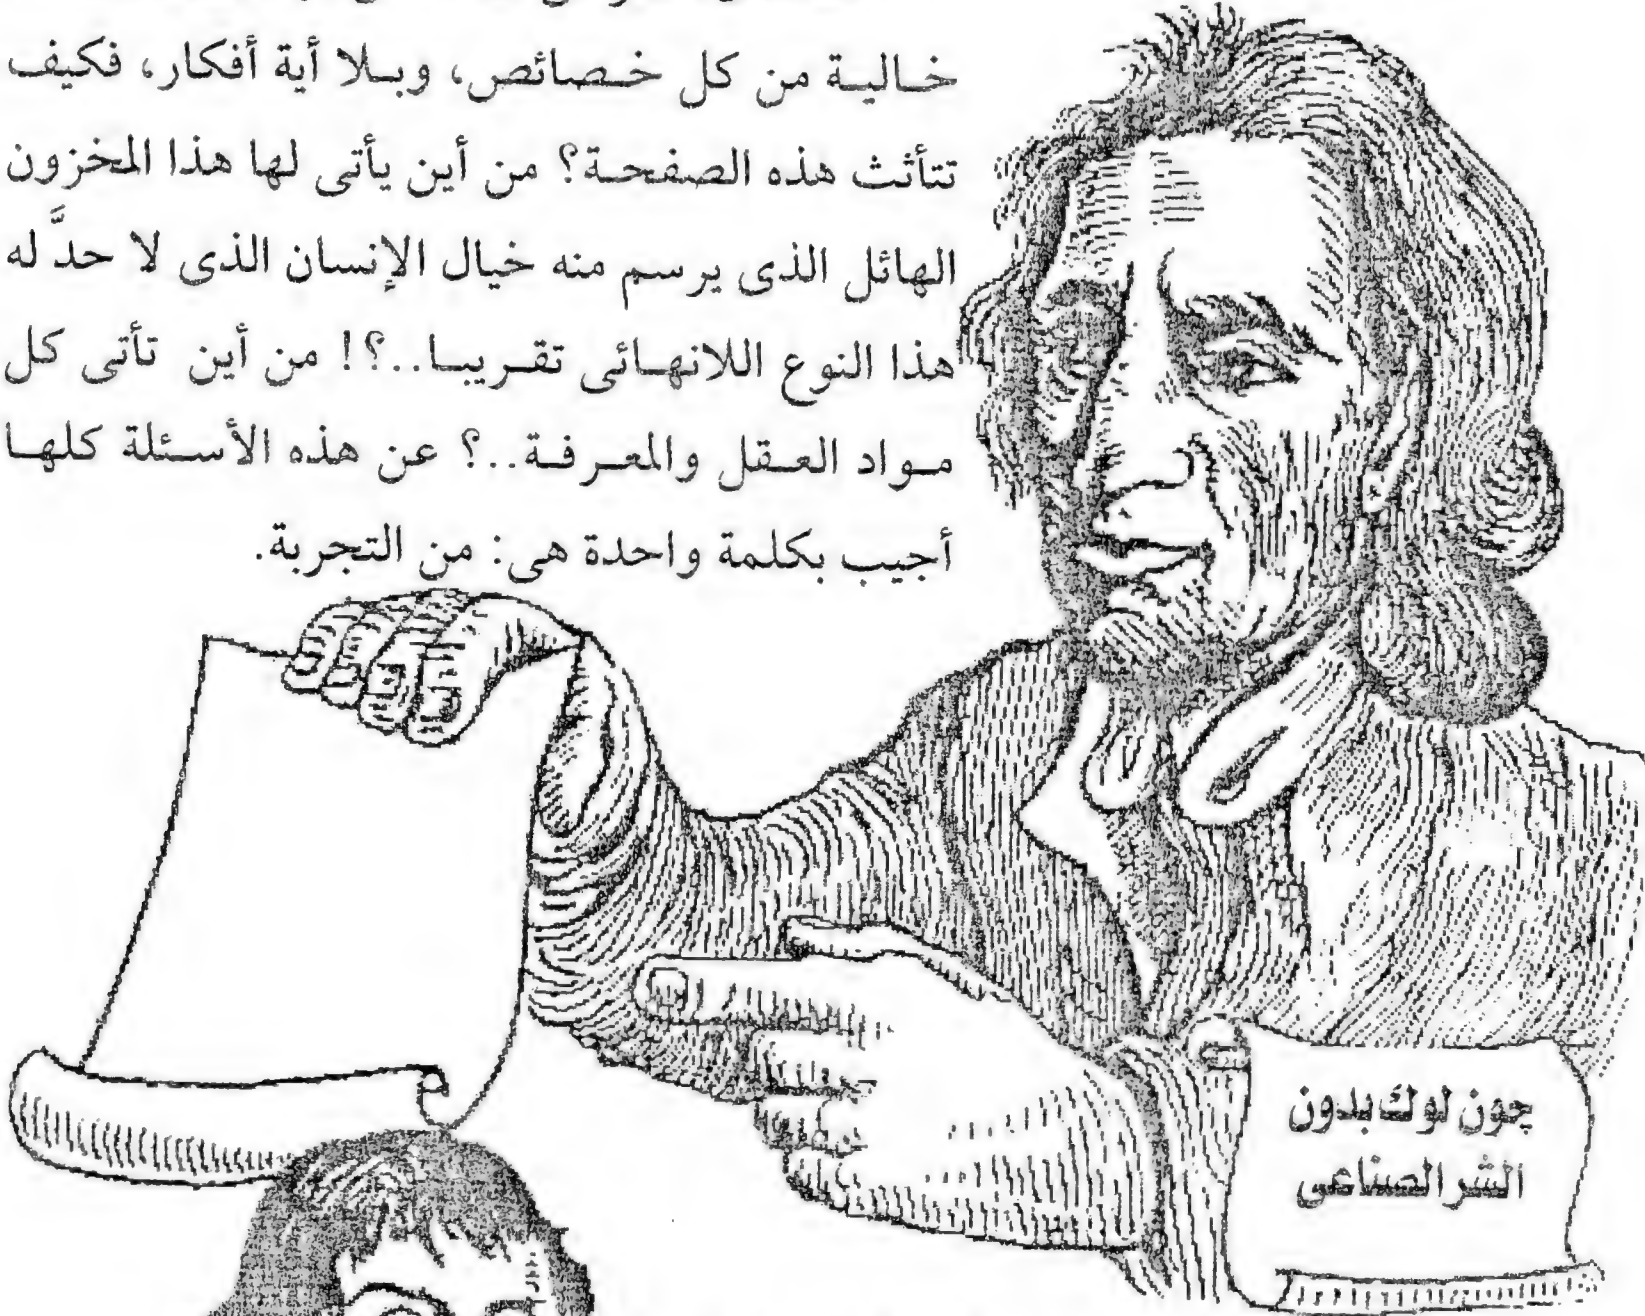 خالية من كل خصائص، وبلا أية أفكار، فكيف
تتأثث هذه الصفحة؟ من أين يأتى لها هذا المخزون
الهائل الذى يرسم منه خيال الإنسان الذى لا حدَّ له
هذا النوع اللانهائى تقريبا..؟! من أين تأتى كل
مواد العقل والمعرفة..؟ عن هذه الأسئلة كلها
أجيب بكلمة واحدة هى: من التجربة.
چون لوك بدون
الشر الصناعى